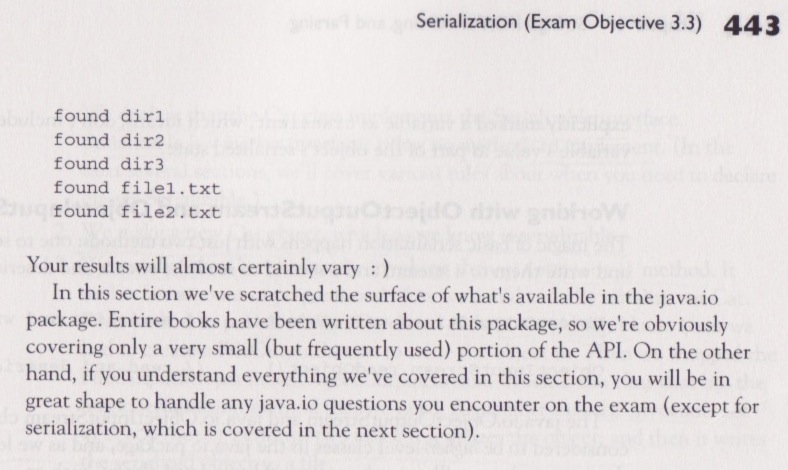 Serialization (Exam Objective 3.3) 443
found dir1
found dir2
found dir3
found file1.txt
found file2.txt
Your results will almost certainly vary : )
In this section we've scratched the surface of what's available in the java.io
package. Entire books have been written about this package, so we're obviously
covering only a very small (but frequently used) portion of the API. On the other
hand, if you understand everything we've covered in this section, you will be in
great shape to handle any java.io questions you encounter on the exam (except for
serialization, which is covered in the next section).